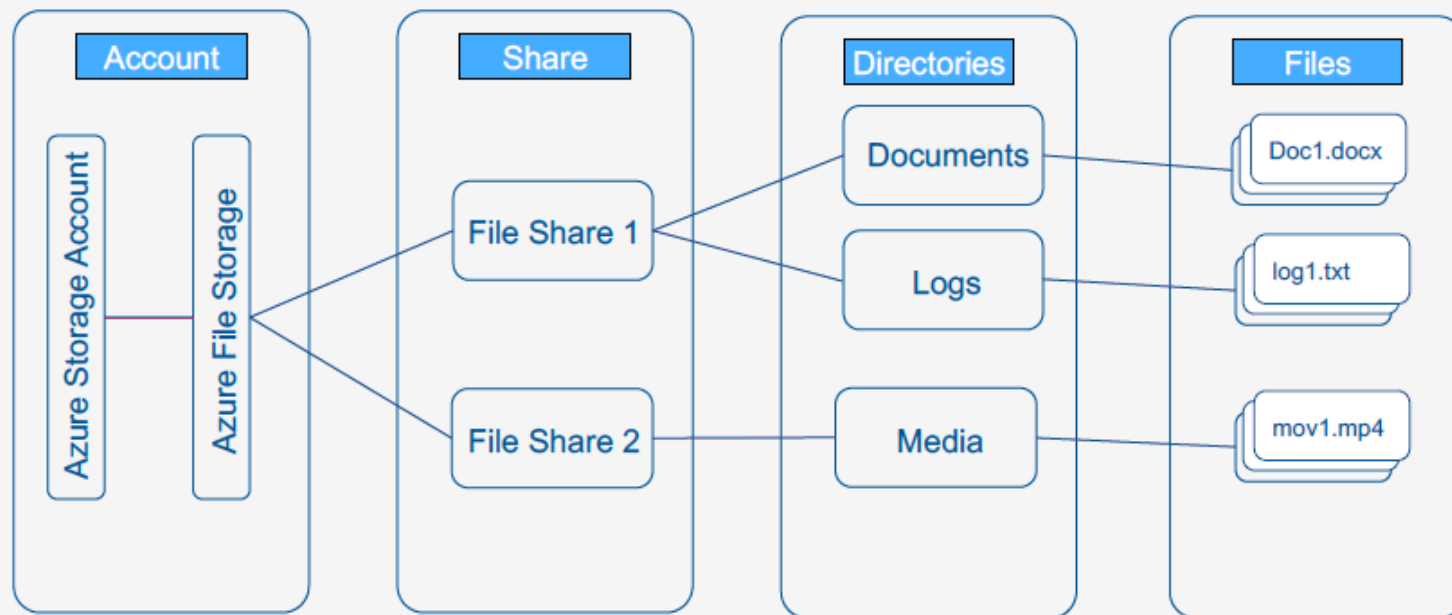 Account
Share
Directories
Files
Azure Storage Account
Azure File Storage
File Share 1
File Share 2
Documents
Logs
Media
Doc1.docx
log1.txt
mov1.mp4